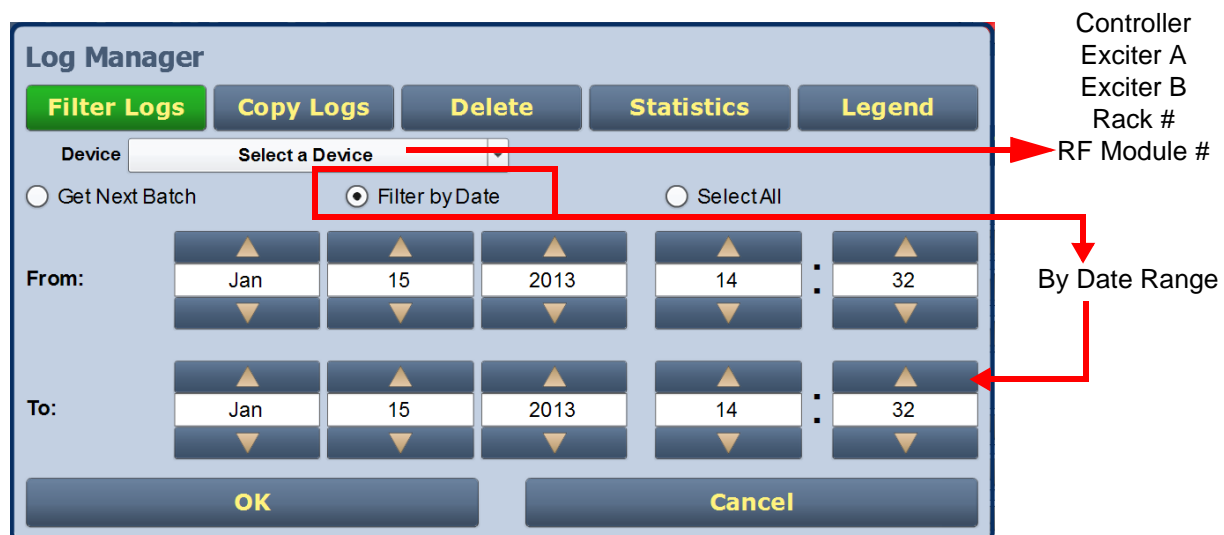 Log Manager
Filter Logs Copy Logs Delete Statistics Legend
Device Select a Device
Get Next Batch Filter by Date Select All
From: Jan 15 2013 14 : 32
To: Jan 15 2013 14 : 32
OK Cancel
Controller
Exciter A
Exciter B
Rack #
RF Module #
By Date Range